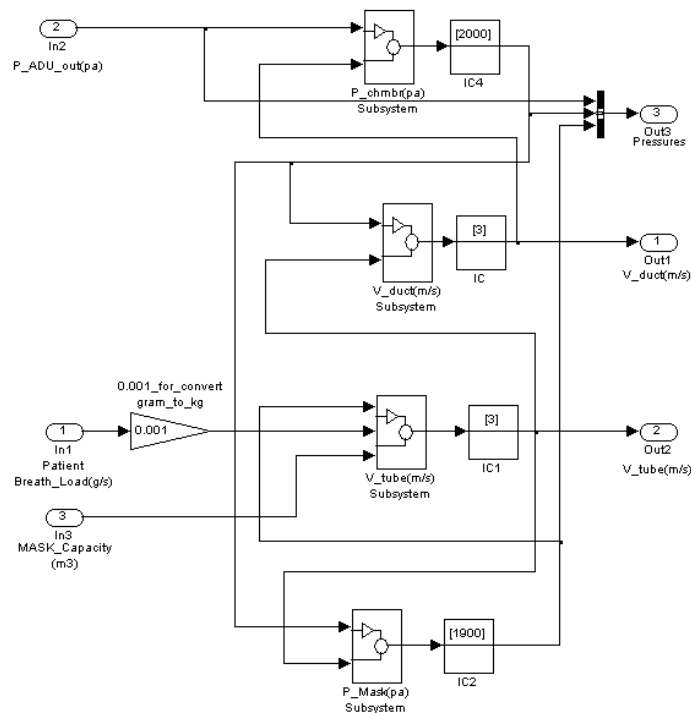 2
In2
P_ADU_out(pa)
P_chmbr(pa)
Subsystem
[2000]
IC4
3
Out3
Pressures
V_duct(m/s)
Subsystem
[3]
IC
1
Out1
V_duct(m/s)
0.001_for_convert
gram_to_kg
1
In1
Patient
Breath_Load(g/s)
0.001
V_tube(m/s)
Subsystem
[3]
IC1
2
Out2
V_tube(m/s)
3
In3
MASK_Capacity
(m3)
P_Mask(pa)
Subsystem
[1900]
IC2